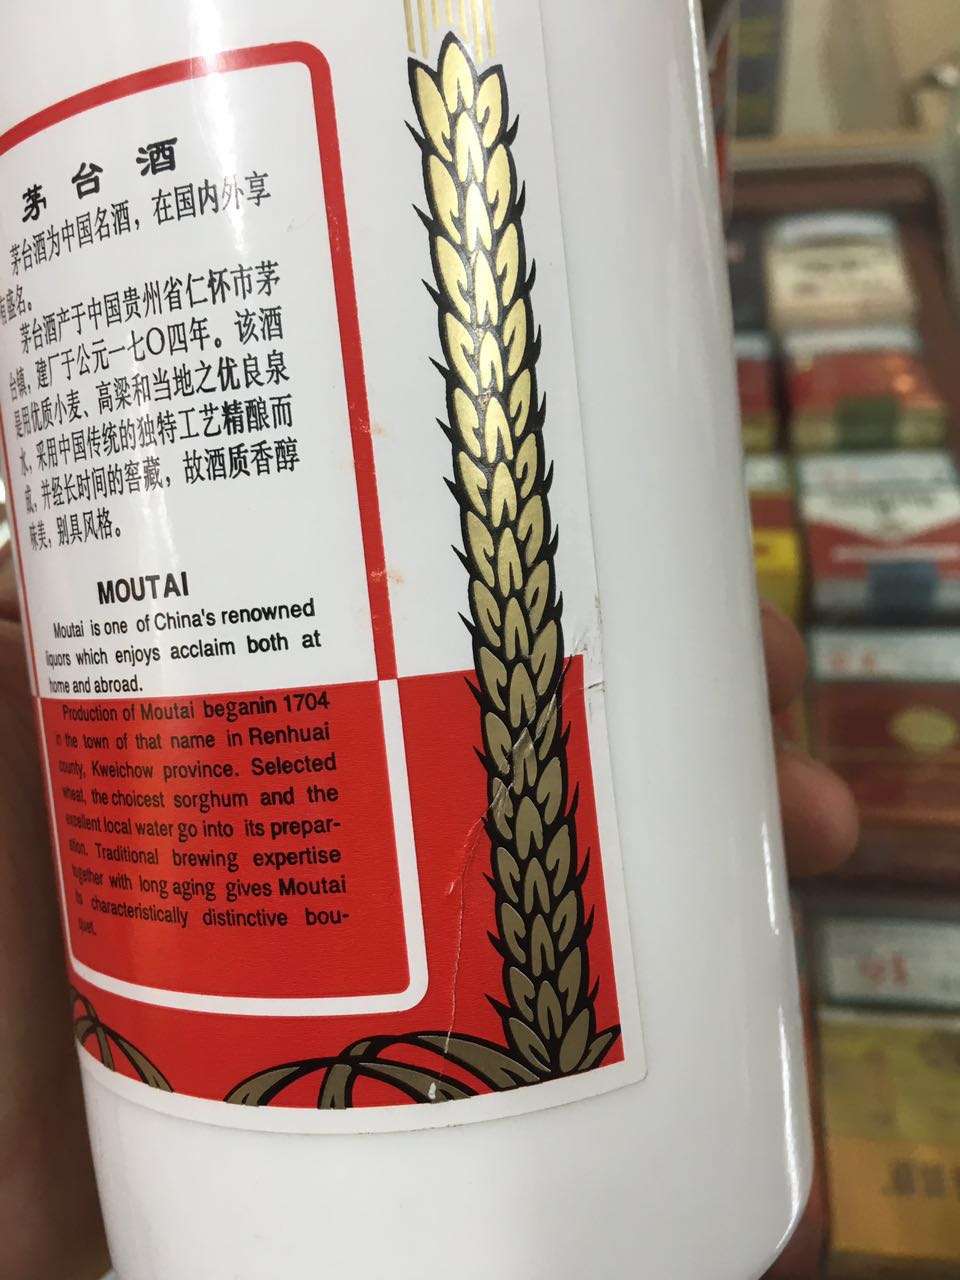 茅台酒
茅台酒为中国名酒，在国内外享
有盛名。
茅台酒产于中国贵州省仁怀市茅
台镇，建厂于公元一七〇四年。该酒
是用优质小麦、高粱和当地之优良泉
水，采用中国传统的独特工艺精酿而
成，并经长时间的窖藏，故酒质香醇
味美，别具风格。
MOUTAI
Moutai is one of China's renowned
liquors which enjoys acclaim both at
home and abroad.
Production of Moutai beganin 1704
in the town of that name in Renhuai
county, Kweichow province. Selected
wheat, the choicest sorghum and the
excellent local water go into its prepar-
ation. Traditional brewing expertise
together with long aging gives Moutai
its characteristically distinctive bou-
quet.